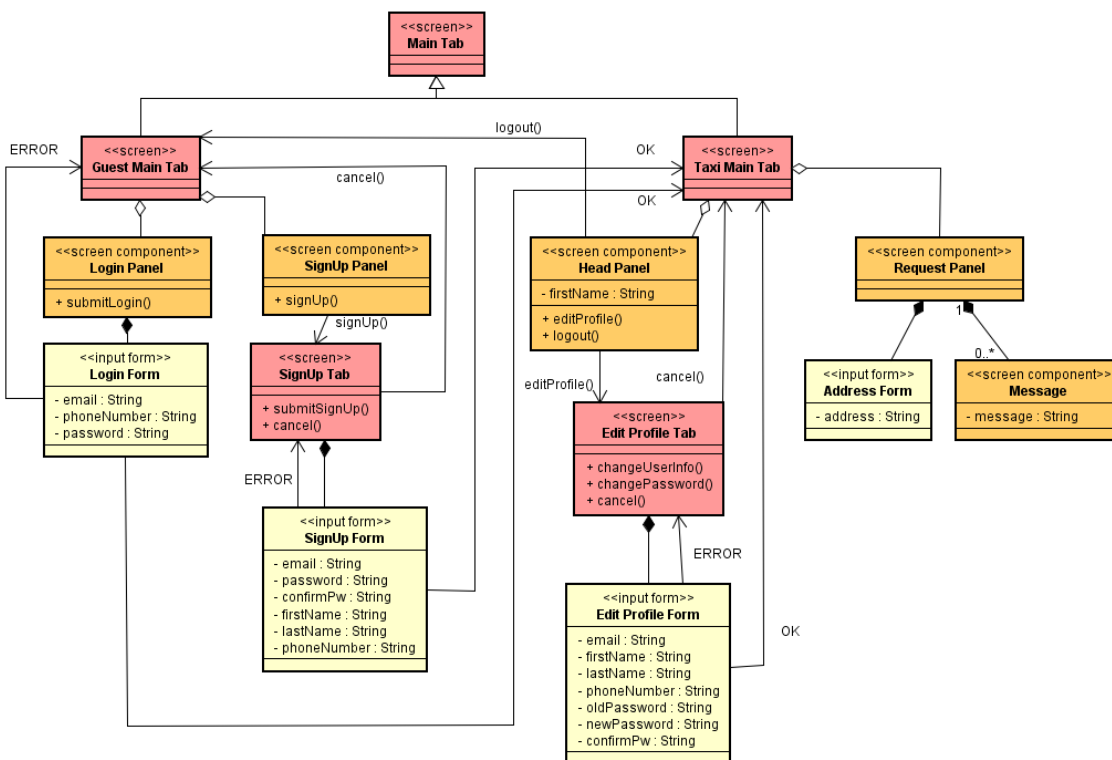 <<screen>>
Main Tab
ERROR
<<screen>>
Guest Main Tab
logout()
cancel()
OK
OK
<<screen>>
Taxi Main Tab
<<screen component>>
Login Panel
+ submitLogin()
<<screen component>>
SignUp Panel
+ signUp()
<<screen component>>
Head Panel
- firstName : String
+ editProfile()
+ logout()
<<screen component>>
Request Panel
signUp()
1
0..*
<<input form>>
Login Form
- email : String
- phoneNumber : String
- password : String
<<screen>>
SignUp Tab
+ submitSignUp()
+ cancel()
editProfile()
cancel()
<<input form>>
Address Form
- address : String
<<screen component>>
Message
- message : String
<<screen>>
Edit Profile Tab
+ changeUserInfo()
+ changePassword()
+ cancel()
ERROR
<<input form>>
SignUp Form
- email : String
- password : String
- confirmPw : String
- firstName : String
- lastName : String
- phoneNumber : String
ERROR
<<input form>>
Edit Profile Form
- email : String
- firstName : String
- lastName : String
- phoneNumber : String
- oldPassword : String
- newPassword : String
- confirmPw : String
OK